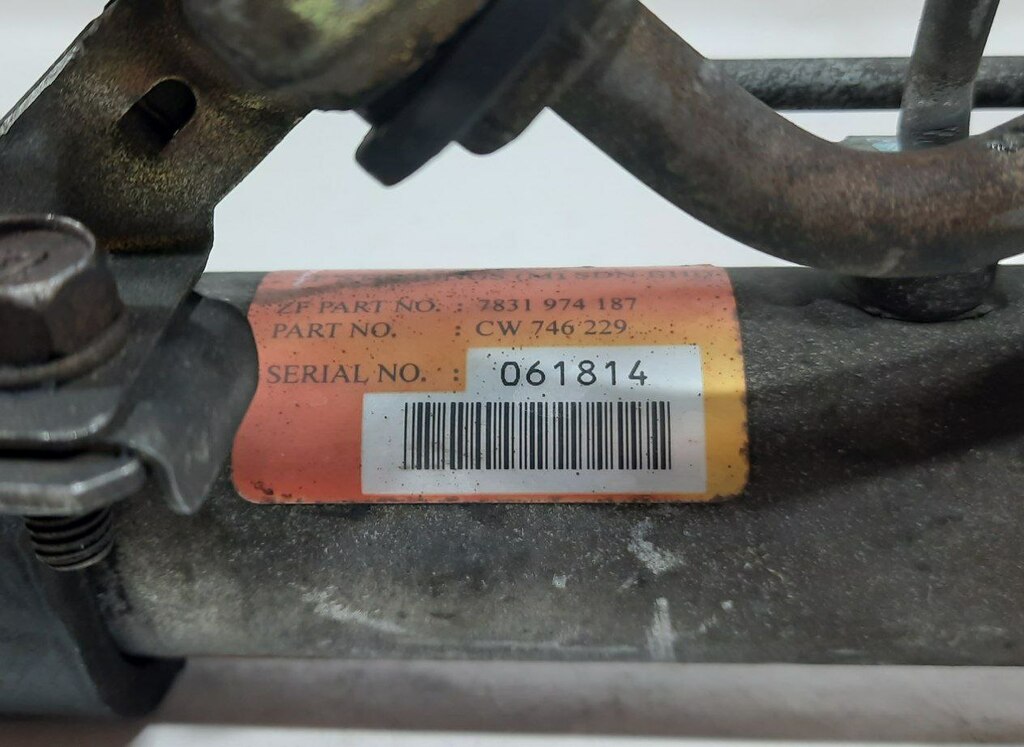 ZF PART NO. : 7831 974 187
PART NO. : CW 746 229 :
SERIAL NO. : 061814